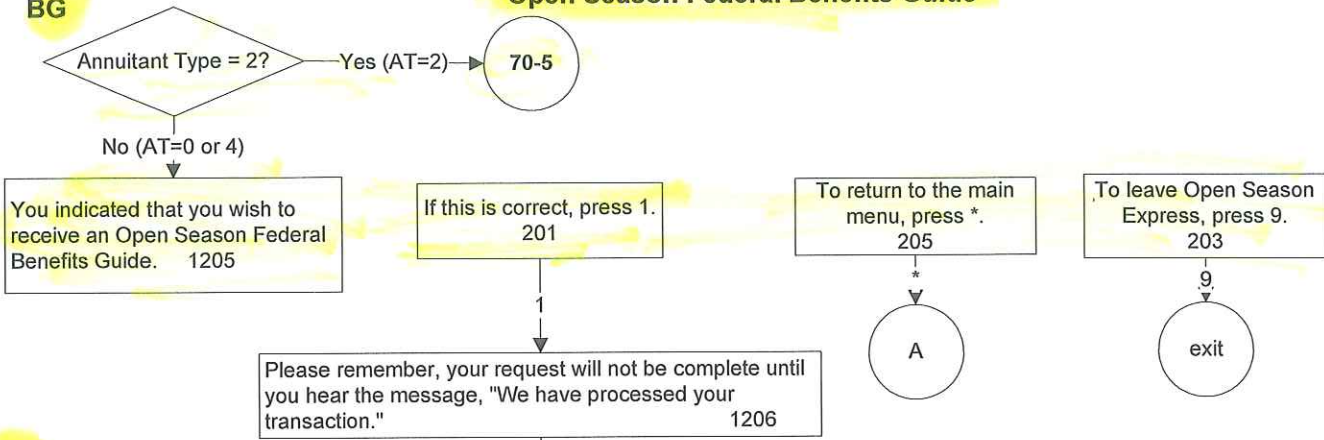 BG
Open Season Federal Benefits Guide
Annuitant Type = 2?
Yes (AT=2)
70-5
No (AT=0 or 4)
You indicated that you wish to
receive an Open Season Federal
Benefits Guide. 1205
If this is correct, press 1.
201
To return to the main
menu, press *.
205
To leave Open Season
Express, press 9.
203
1
*
9
A
exit
Please remember, your request will not be complete until
you hear the message, "We have processed your
transaction." 1206